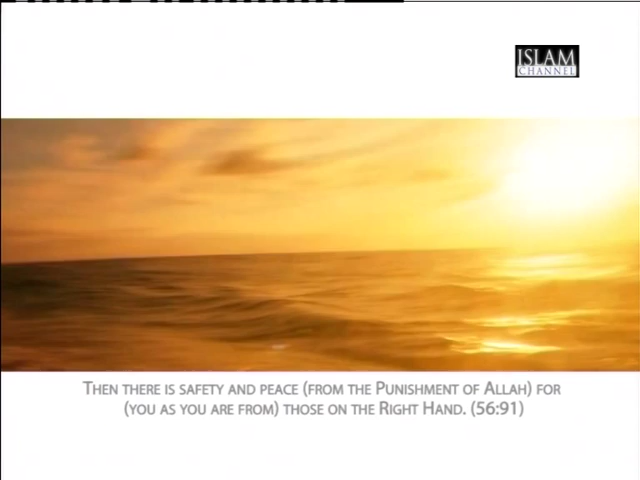 ISLAM
CHANNEL
Then there is safety and peace (from the Punishment of Allah) for
(you as you are from) those on the Right Hand. (56:91)